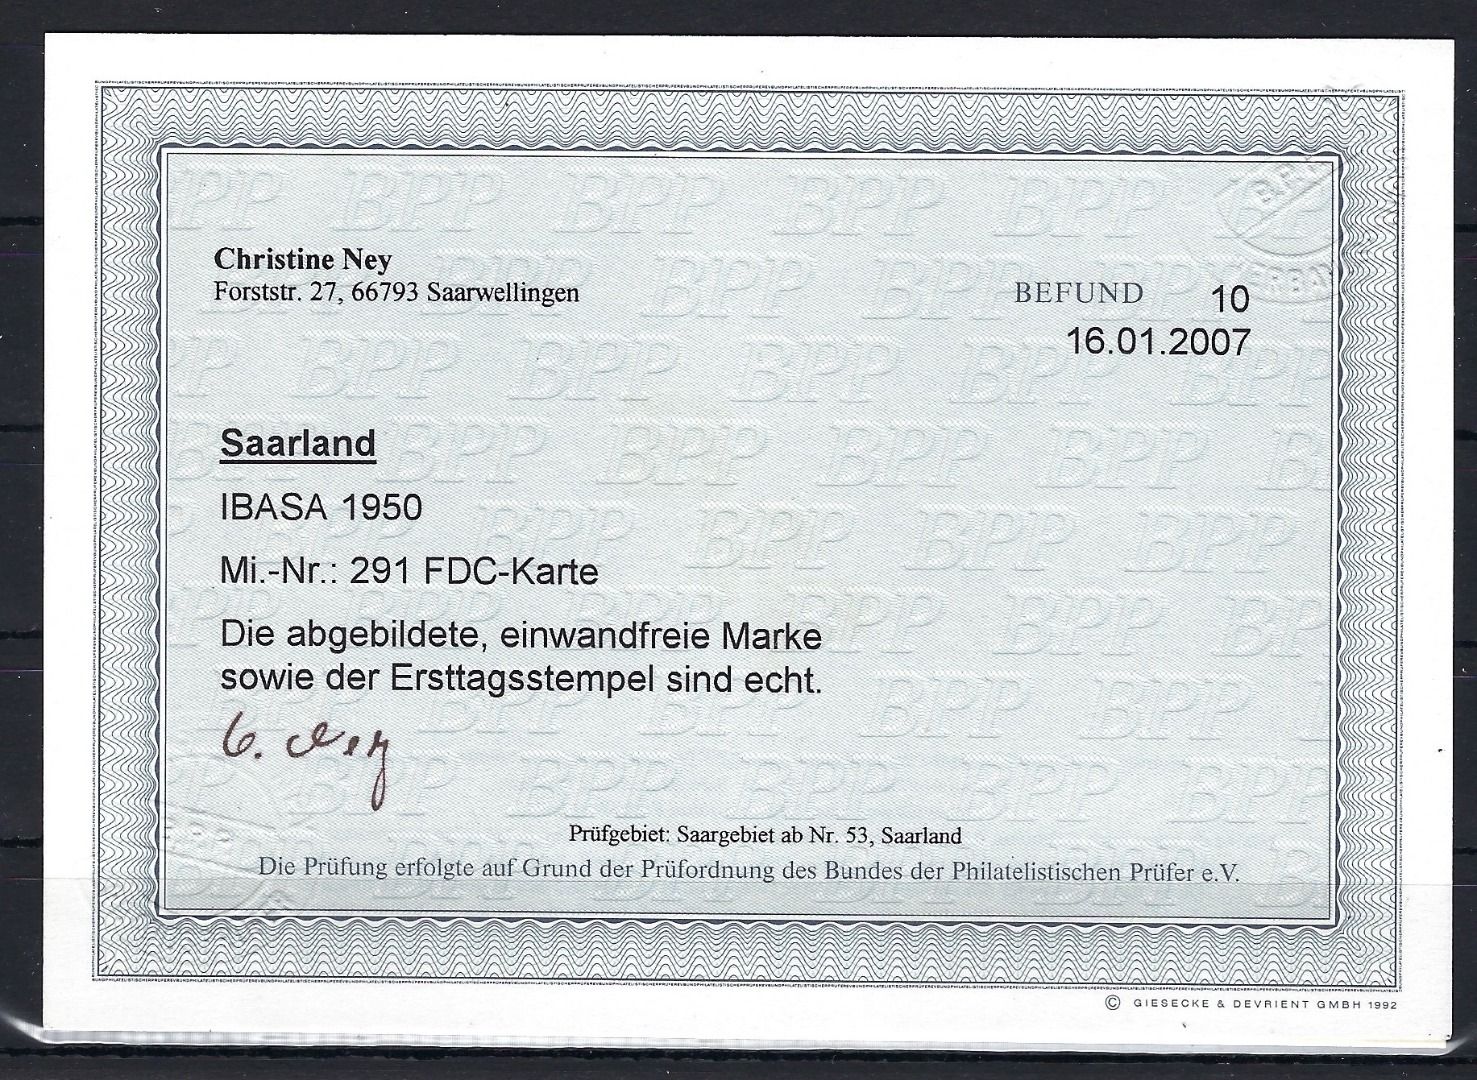 Christine Ney
Forststr. 27, 66793 Saarwellingen
BEFUND 10
16.01.2007
Saarland
IBASA 1950
Mi.-Nr.: 291 FDC-Karte
Die abgebildete, einwandfreie Marke
sowie der Ersttagsstempel sind echt.
C. Ney
Prüfgebiet: Saargebiet ab Nr. 53, Saarland
Die Prüfung erfolgte auf Grund der Prüfordnung des Bundes der Philatelistischen Prüfer e.V.
© GIESECKE & DEVRIENT GMBH 1992